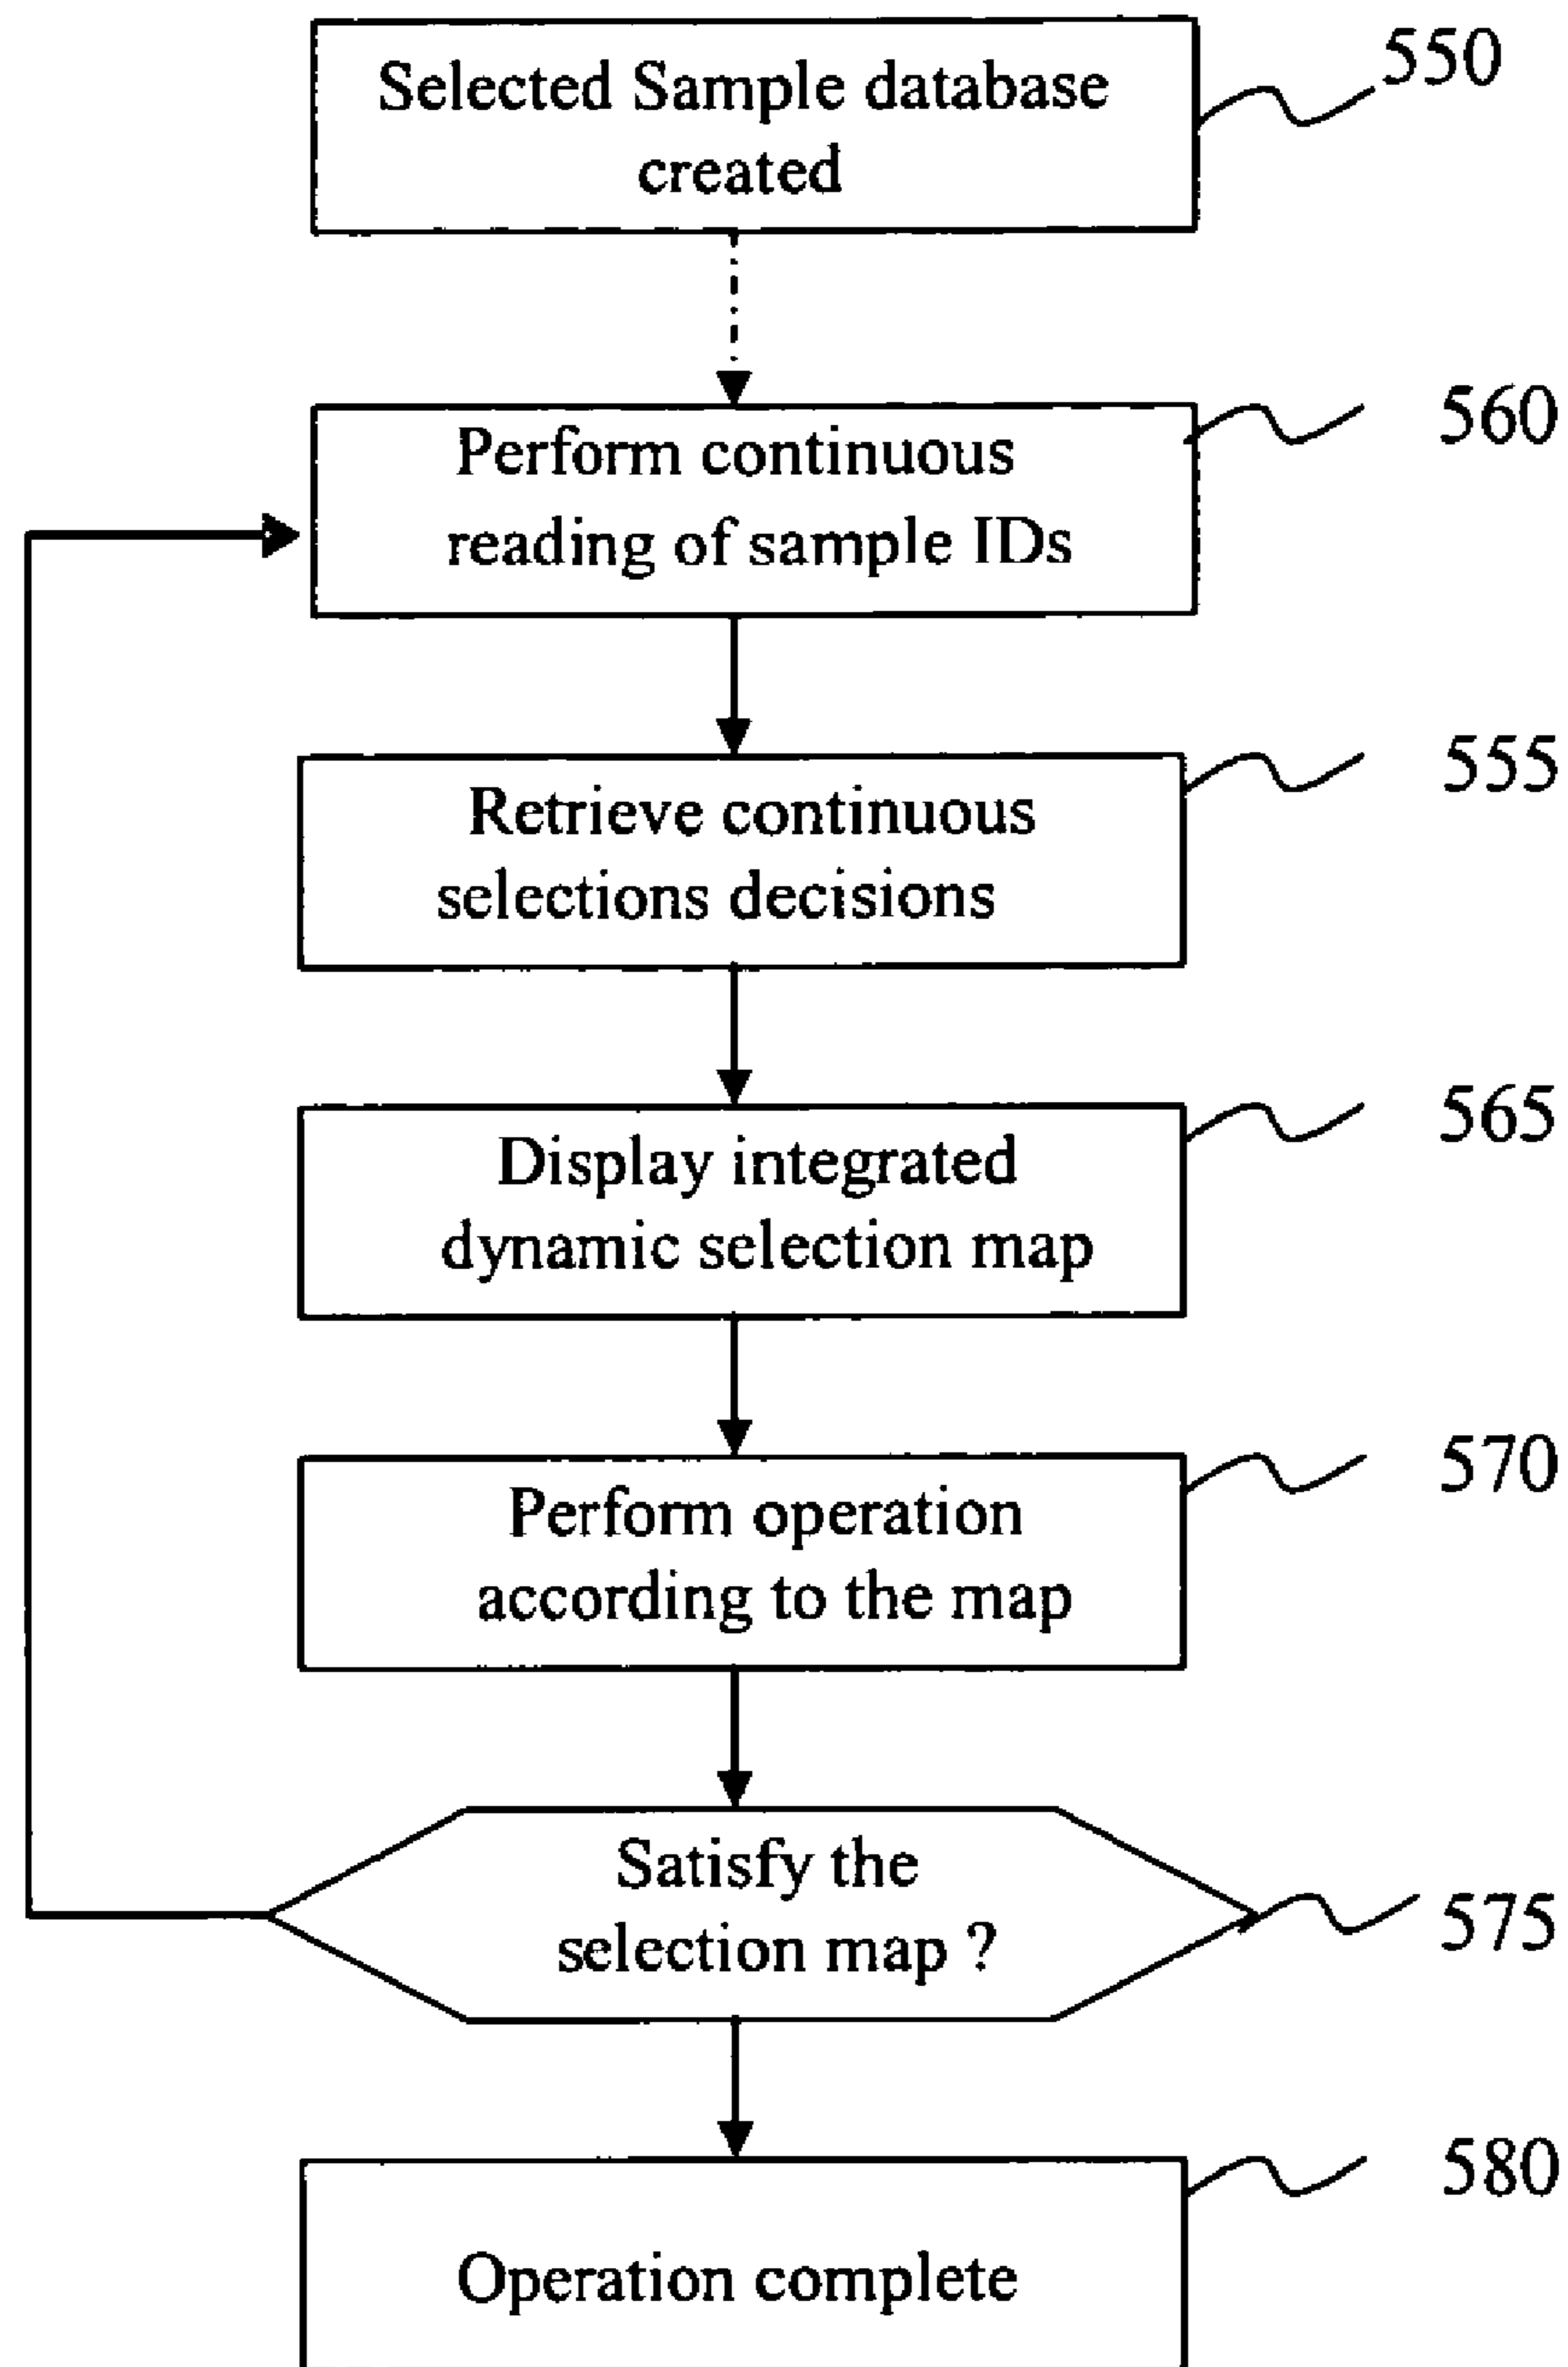 Selected Sample database
created
550
Perform continuous
reading of sample IDs
560
Retrieve continuous
selections decisions
555
Display integrated
dynamic selection map
565
Perform operation
according to the map
570
Satisfy the
selection map ?
575
Operation complete
580